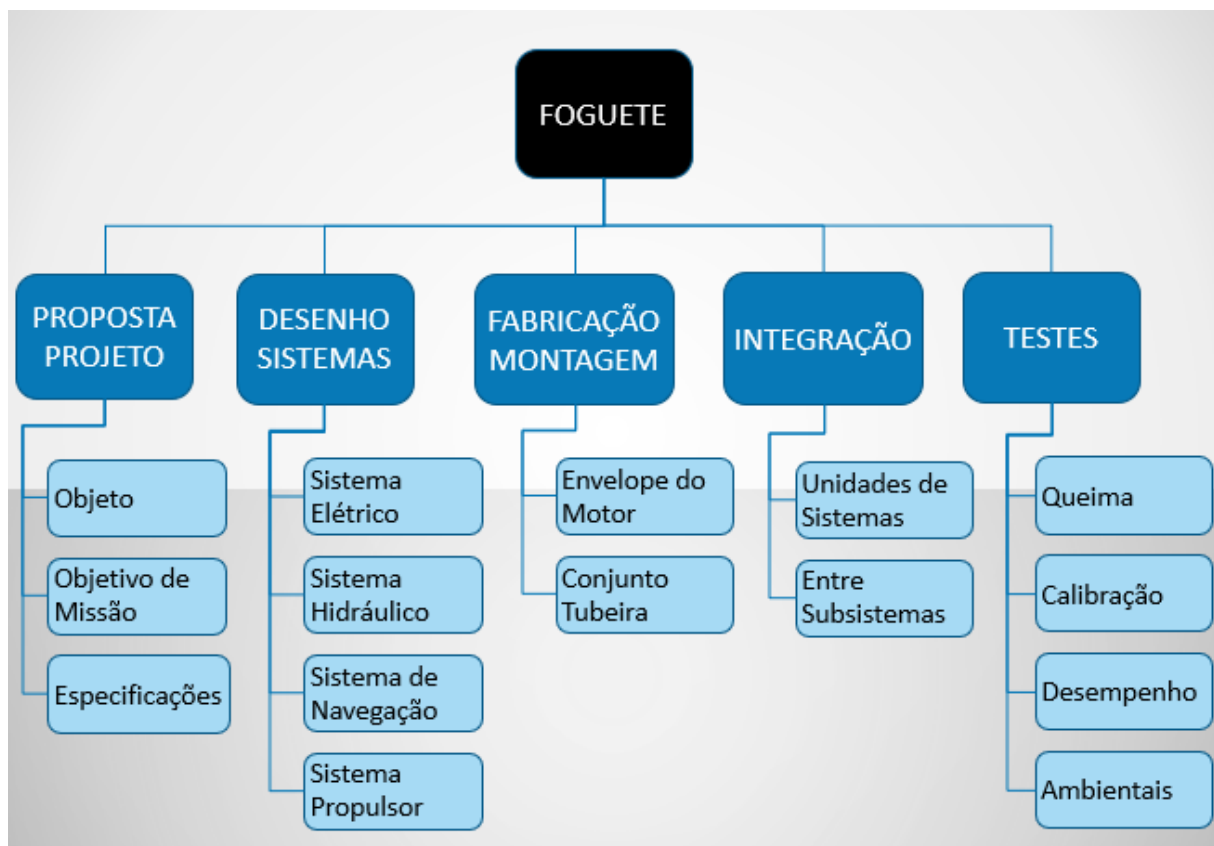 FOGUETE
PROPOSTA
PROJETO
Objeto
Objetivo de
Missão
Especificações
DESENHO
SISTEMAS
Sistema
Elétrico
Sistema
Hidráulico
Sistema de
Navegação
Sistema
Propulsor
FABRICAÇÃO
MONTAGEM
Envelope do
Motor
Conjunto
Tubeira
INTEGRAÇÃO
Unidades de
Sistemas
Entre
Subsistemas
TESTES
Queima
Calibração
Desempenho
Ambientais